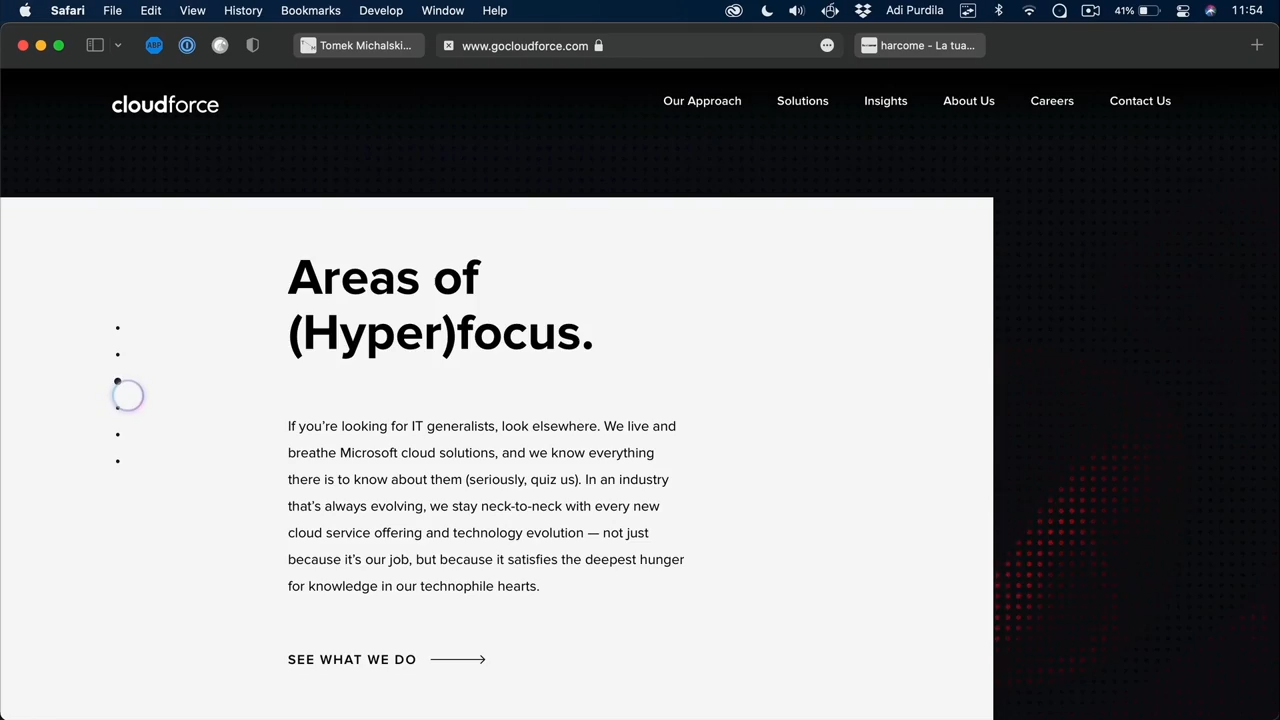 Safari File Edit View History Bookmarks Develop Window Help Adi Purdila 41% 11:54
ABP Tomek Michalski... www.gocloudforce.com harcome - La tua...
cloudforce Our Approach Solutions Insights About Us Careers Contact Us
Areas of
(Hyper)focus.
If you’re looking for IT generalists, look elsewhere. We live and
breathe Microsoft cloud solutions, and we know everything
there is to know about them (seriously, quiz us). In an industry
that’s always evolving, we stay neck-to-neck with every new
cloud service offering and technology evolution — not just
because it’s our job, but because it satisfies the deepest hunger
for knowledge in our technophile hearts.
SEE WHAT WE DO